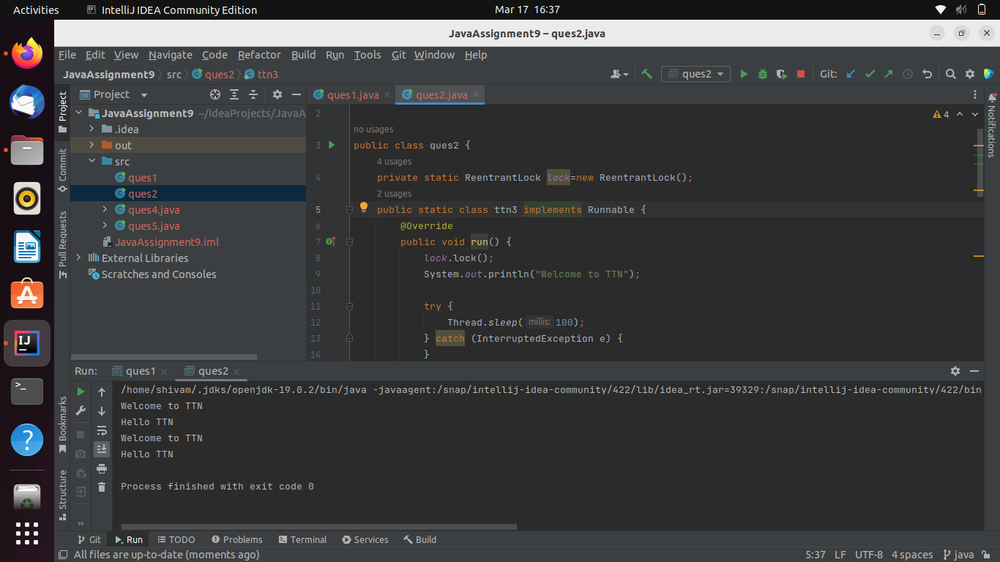 Activities IntelliJ IDEA Community Edition Mar 17 16:37
JavaAssignment9 – ques2.java
File Edit View Navigate Code Refactor Build Run Tools Git Window Help
JavaAssignment9 src ques2 ttn3 ques2 Git:
Project
ques1.java ques2.java
JavaAssignment9 ~/IdeaProjects/JavaA
.idea
out
src
ques1
ques2
ques4.java
ques5.java
JavaAssignment9.iml
External Libraries
Scratches and Consoles
Project
Commit
Pull Requests
Bookmarks
Structure
Notifications
4
2
no usages
3 public class ques2 {
4 usages
4 private static ReentrantLock lock=new ReentrantLock();
2 usages
5 public static class ttn3 implements Runnable {
6 @Override
7 public void run() {
8 lock.lock();
9 System.out.println("Welcome to TTN");
10
11 try {
12 Thread.sleep( millis: 100);
13 } catch (InterruptedException e) {
14 }
Run: ques1 ques2
/home/shivam/.jdks/openjdk-19.0.2/bin/java -javaagent:/snap/intellij-idea-community/422/lib/idea_rt.jar=39329:/snap/intellij-idea-community/422/bin
Welcome to TTN
Hello TTN
Welcome to TTN
Hello TTN
Process finished with exit code 0
Git Run TODO Problems Terminal Services Build
All files are up-to-date (moments ago) 5:37 LF UTF-8 4 spaces java